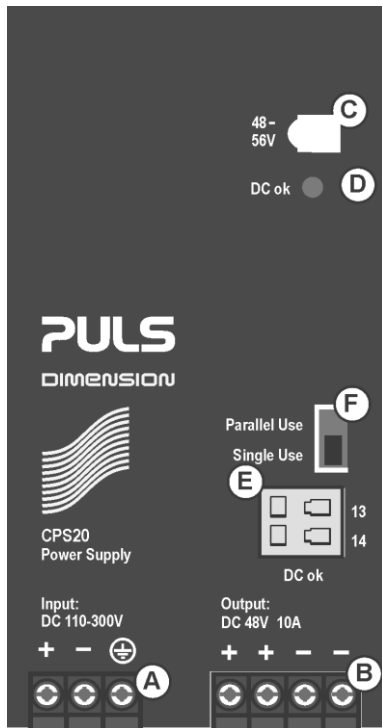 C
48-
56V
DC ok
D
PULS
DIMENSION
F
Parallel Use
Single Use
E
13
14
CPS20
Power Supply
DC ok
Input:
DC 110-300V
Output:
DC 48V 10A
+ -
+ + - -
A
B